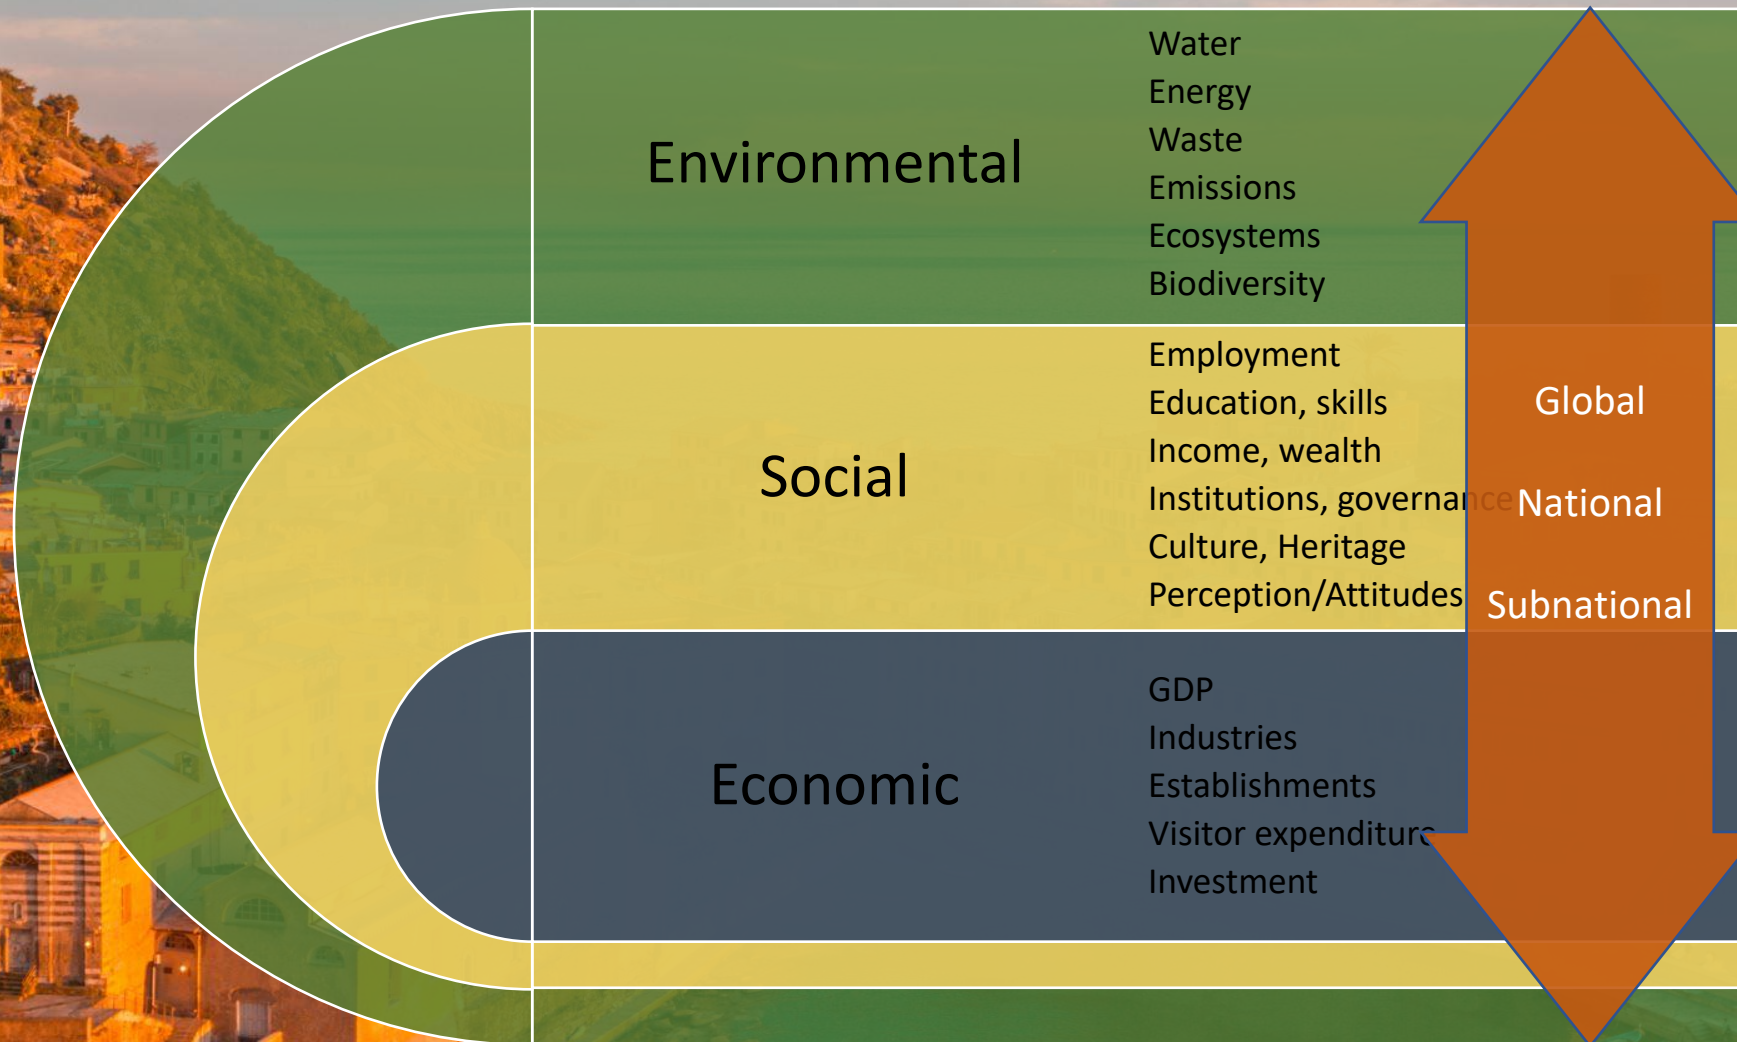 Environmental
Water
Energy
Waste
Emissions
Ecosystems
Biodiversity
Social
Employment
Education, skills
Income, wealth
Institutions, governance
Culture, Heritage
Perception/Attitudes
Economic
GDP
Industries
Establishments
Visitor expenditure
Investment
Global
National
Subnational